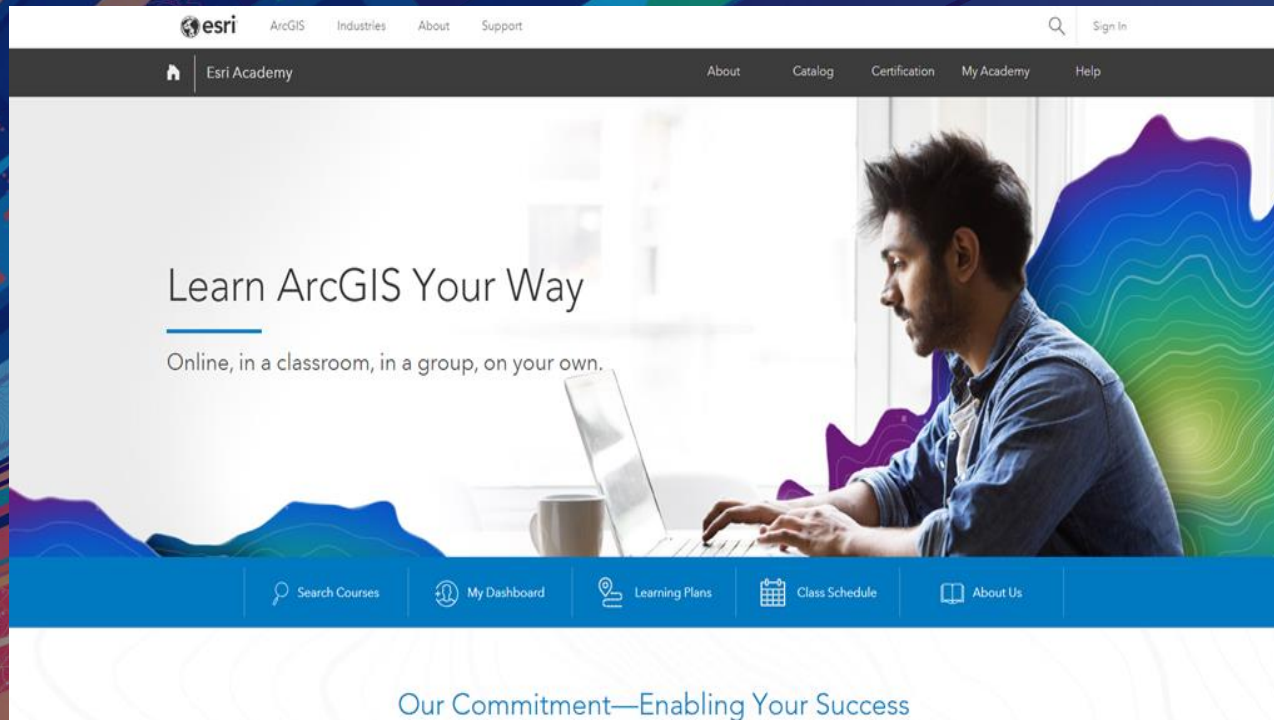 esri ArcGIS Industries About Support Sign In
Esri Academy About Catalog Certification My Academy Help
Learn ArcGIS Your Way
Online, in a classroom, in a group, on your own.
Search Courses My Dashboard Learning Plans Class Schedule About Us
Our Commitment—Enabling Your Success